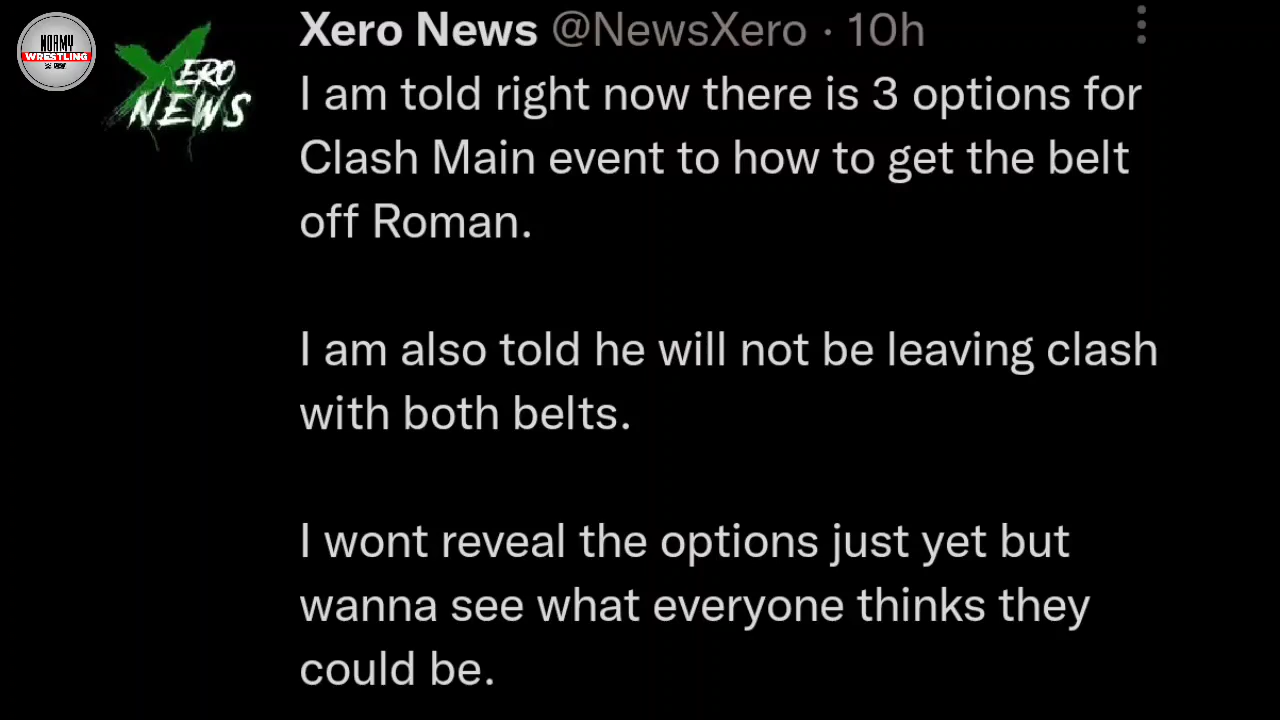 NORMY
WRESTLING
XERO
NEWS
Xero News @NewsXero · 10h
I am told right now there is 3 options for
Clash Main event to how to get the belt
off Roman.
I am also told he will not be leaving clash
with both belts.
I wont reveal the options just yet but
wanna see what everyone thinks they
could be.